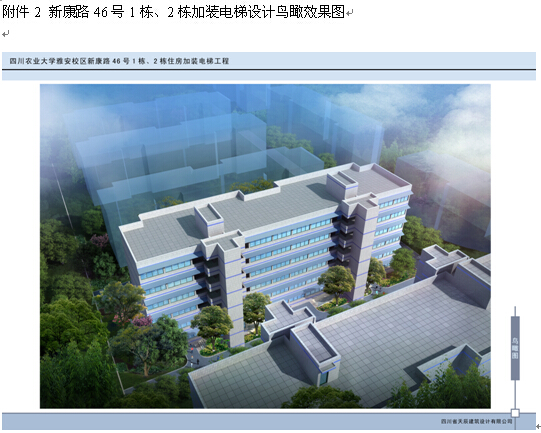 附件 2 新康路 46 号 1 栋、2 栋加装电梯设计鸟瞰效果图
四川农业大学雅安校区新康路 46 号 1 栋、2 栋住房加装电梯工程
鸟瞰图
四川省天辰建筑设计有限公司